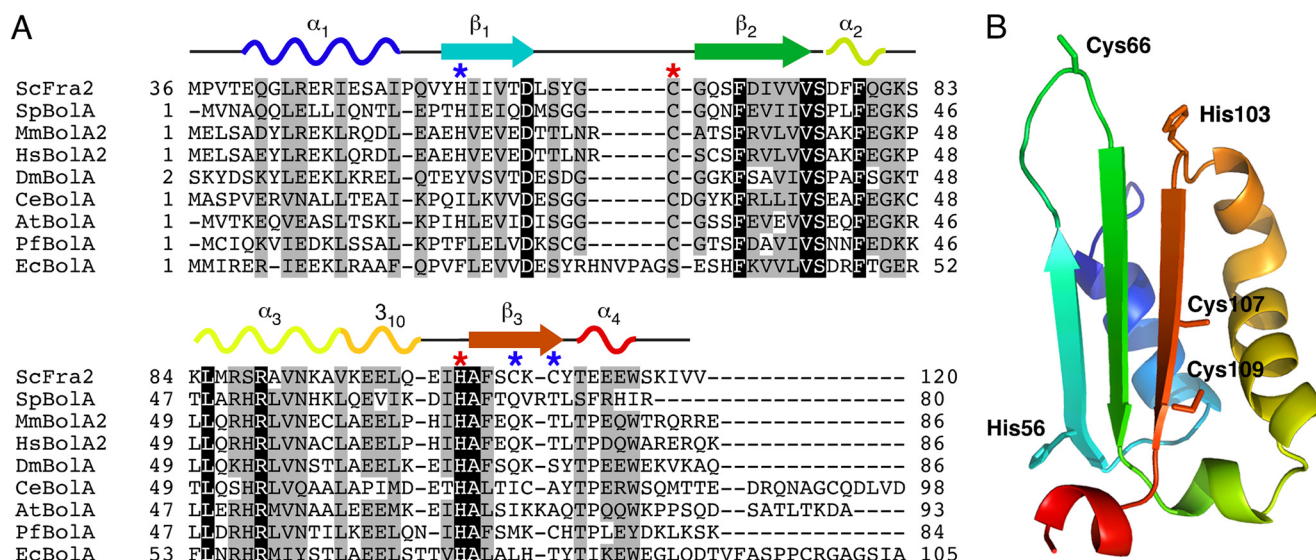 A
α1 β1 β2 α2
* *
ScFra2 36 MPVTEQGLRERIESAIPQVYHIIVTDLSYG------C-GQSFDIVVVSDFFQGKS 83
SpBolA 1 -MVNAQQLELLIQNTL-EPTHIEIQDMSGG------C-GQNFEVIIVSPLFEGKS 46
MmBolA2 1 MELSADYLREKLRQDL-EAEHVEVEDTTLNR-----C-ATSFRVLVVSAKFEGKP 48
HsBolA2 1 MELSAEYLREKLQRDL-EAEHVEVEDTTLNR-----C-SCSFRVLVVSAKFEGKP 48
DmBolA 2 SKYDSKYLEEKLKREL-QTEYVSVTDESGG------C-GGKFSAVIVSPAFSGKT 48
CeBolA 1 MASPVERVNALLTEAI-KPQILKVVDISGG------CDGYKFRLLIVSEAFEGKC 48
AtBolA 1 -MVTKEQVEASLTSKL-KPIHLEVIDISGG------C-GSSFEVEVVSEQFEGKR 46
PfBolA 1 -MCIQKVIEDKLSSAL-KPTFLELVDKSCG------C-GTSFDAVIVSNNFEDKK 46
EcBolA 1 MMIRER-IEEKLRAAF-QPVFLEVVDESYRHNVPAGS-ESHFKVVLVSDRFTGER 52
α3 310 β3 α4
* * *
ScFra2 84 KLMRSRAVNKAVKEELQ-EIHAFSCK-CYTEEEWSKIVV--------------- 120
SpBolA 47 TLARHRLVNHKLQEVIK-DIHAFTQVRTLSFRHIR------------------- 80
MmBolA2 49 LLQRHRLVNECLAEELP-HIHAFEQK-TLTPEQWTRQRRE-------------- 86
HsBolA2 49 LLQRHRLVNACLAEELP-HIHAFEQK-TLTPDQWARERQK-------------- 86
DmBolA 49 LLQKHRLVNSTLAEELK-EIHAFSQK-SYTPEEWEKVKAQ-------------- 86
CeBolA 49 TLQSHRLVQAALAPIMD-ETHALTIC-AYTPERWSQMTTE--DRQNAGCQDLVD 98
AtBolA 47 LLERHRMVNAALEEEMK-EIHALSIKKAQTPQQWKPPSQD--SATLTKDA---- 93
PfBolA 47 LLDRHRLVNTILKEELQN-IHAFSMK-CHTPLEYDKLKSK-------------- 84
EcBolA 53 FLNRHRMIYSTLAEELSTTVHALALH-TYTIKEWEGLQDTVFASPPCRGAGSIA 105
B
Cys66
His103
Cys107
Cys109
His56